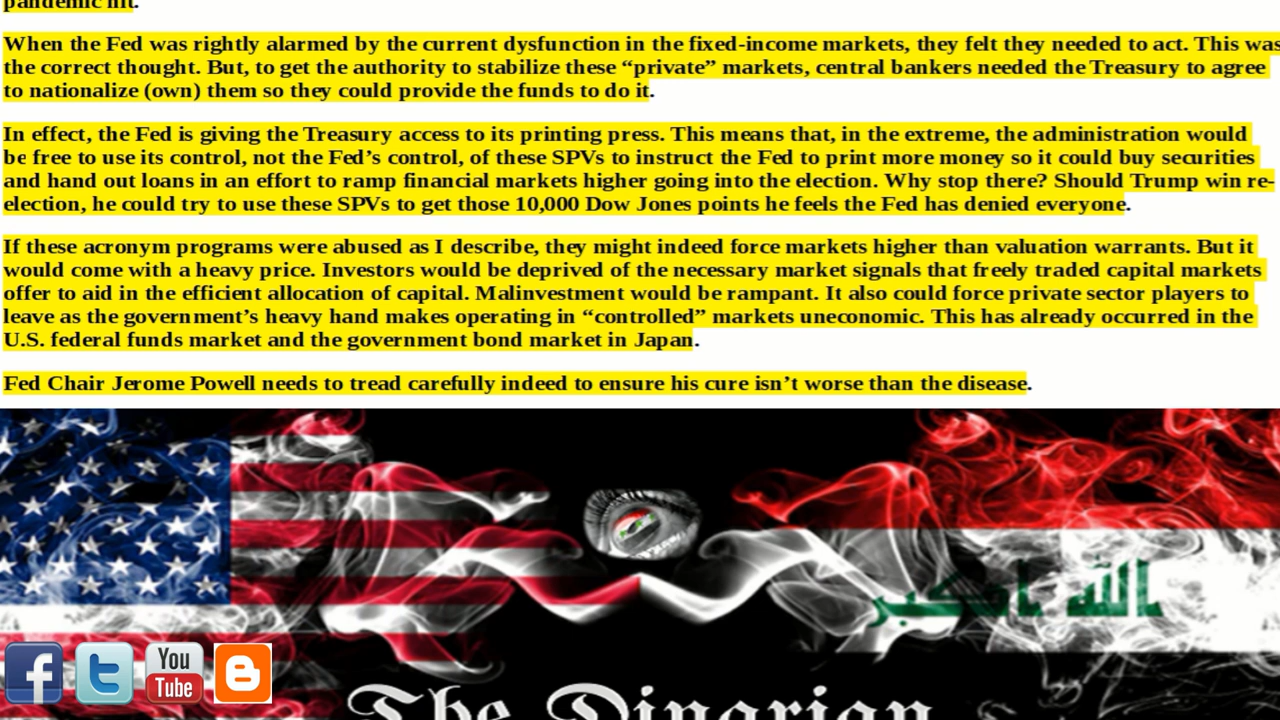 pandemic hit.
When the Fed was rightly alarmed by the current dysfunction in the fixed-income markets, they felt they needed to act. This was
the correct thought. But, to get the authority to stabilize these “private” markets, central bankers needed the Treasury to agree
to nationalize (own) them so they could provide the funds to do it.
In effect, the Fed is giving the Treasury access to its printing press. This means that, in the extreme, the administration would
be free to use its control, not the Fed’s control, of these SPVs to instruct the Fed to print more money so it could buy securities
and hand out loans in an effort to ramp financial markets higher going into the election. Why stop there? Should Trump win re-
election, he could try to use these SPVs to get those 10,000 Dow Jones points he feels the Fed has denied everyone.
If these acronym programs were abused as I describe, they might indeed force markets higher than valuation warrants. But it
would come with a heavy price. Investors would be deprived of the necessary market signals that freely traded capital markets
offer to aid in the efficient allocation of capital. Malinvestment would be rampant. It also could force private sector players to
leave as the government’s heavy hand makes operating in “controlled” markets uneconomic. This has already occurred in the
U.S. federal funds market and the government bond market in Japan.
Fed Chair Jerome Powell needs to tread carefully indeed to ensure his cure isn’t worse than the disease.
الله اكبر
f t You Tube B
The Dinarian